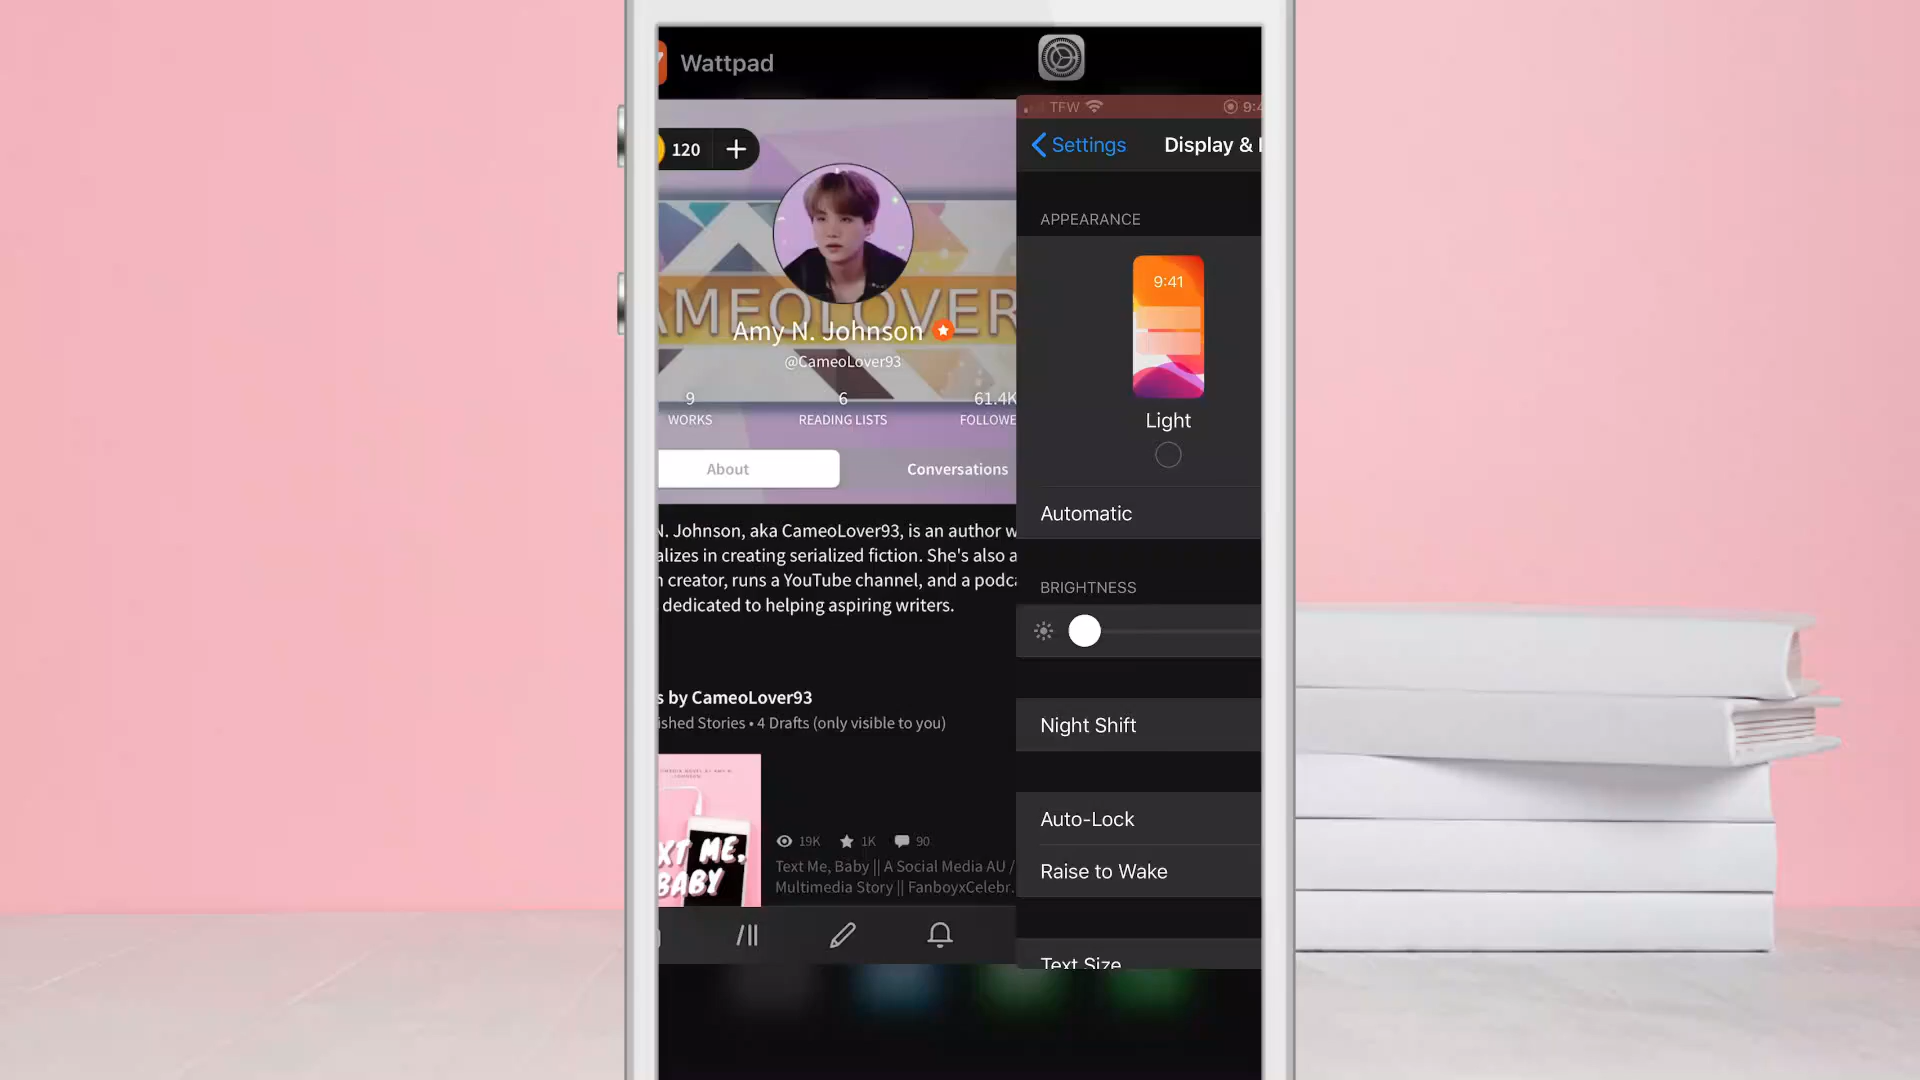 Wattpad
120
AMEOLOVER
Amy N. Johnson
@CameoLover93
9
WORKS
6
READING LISTS
61.4K
FOLLOWE
About
Conversations
N. Johnson, aka CameoLover93, is an author w
alizes in creating serialized fiction. She's also a
creator, runs a YouTube channel, and a podca
dedicated to helping aspiring writers.
s by CameoLover93
ished Stories • 4 Drafts (only visible to you)
XT ME,
BABY
19K
1K
90
Text Me, Baby || A Social Media AU /
Multimedia Story || FanboyxCelebr...
TFW
9:4
Settings
Display &
APPEARANCE
9:41
Light
Automatic
BRIGHTNESS
Night Shift
Auto-Lock
Raise to Wake
Text Size